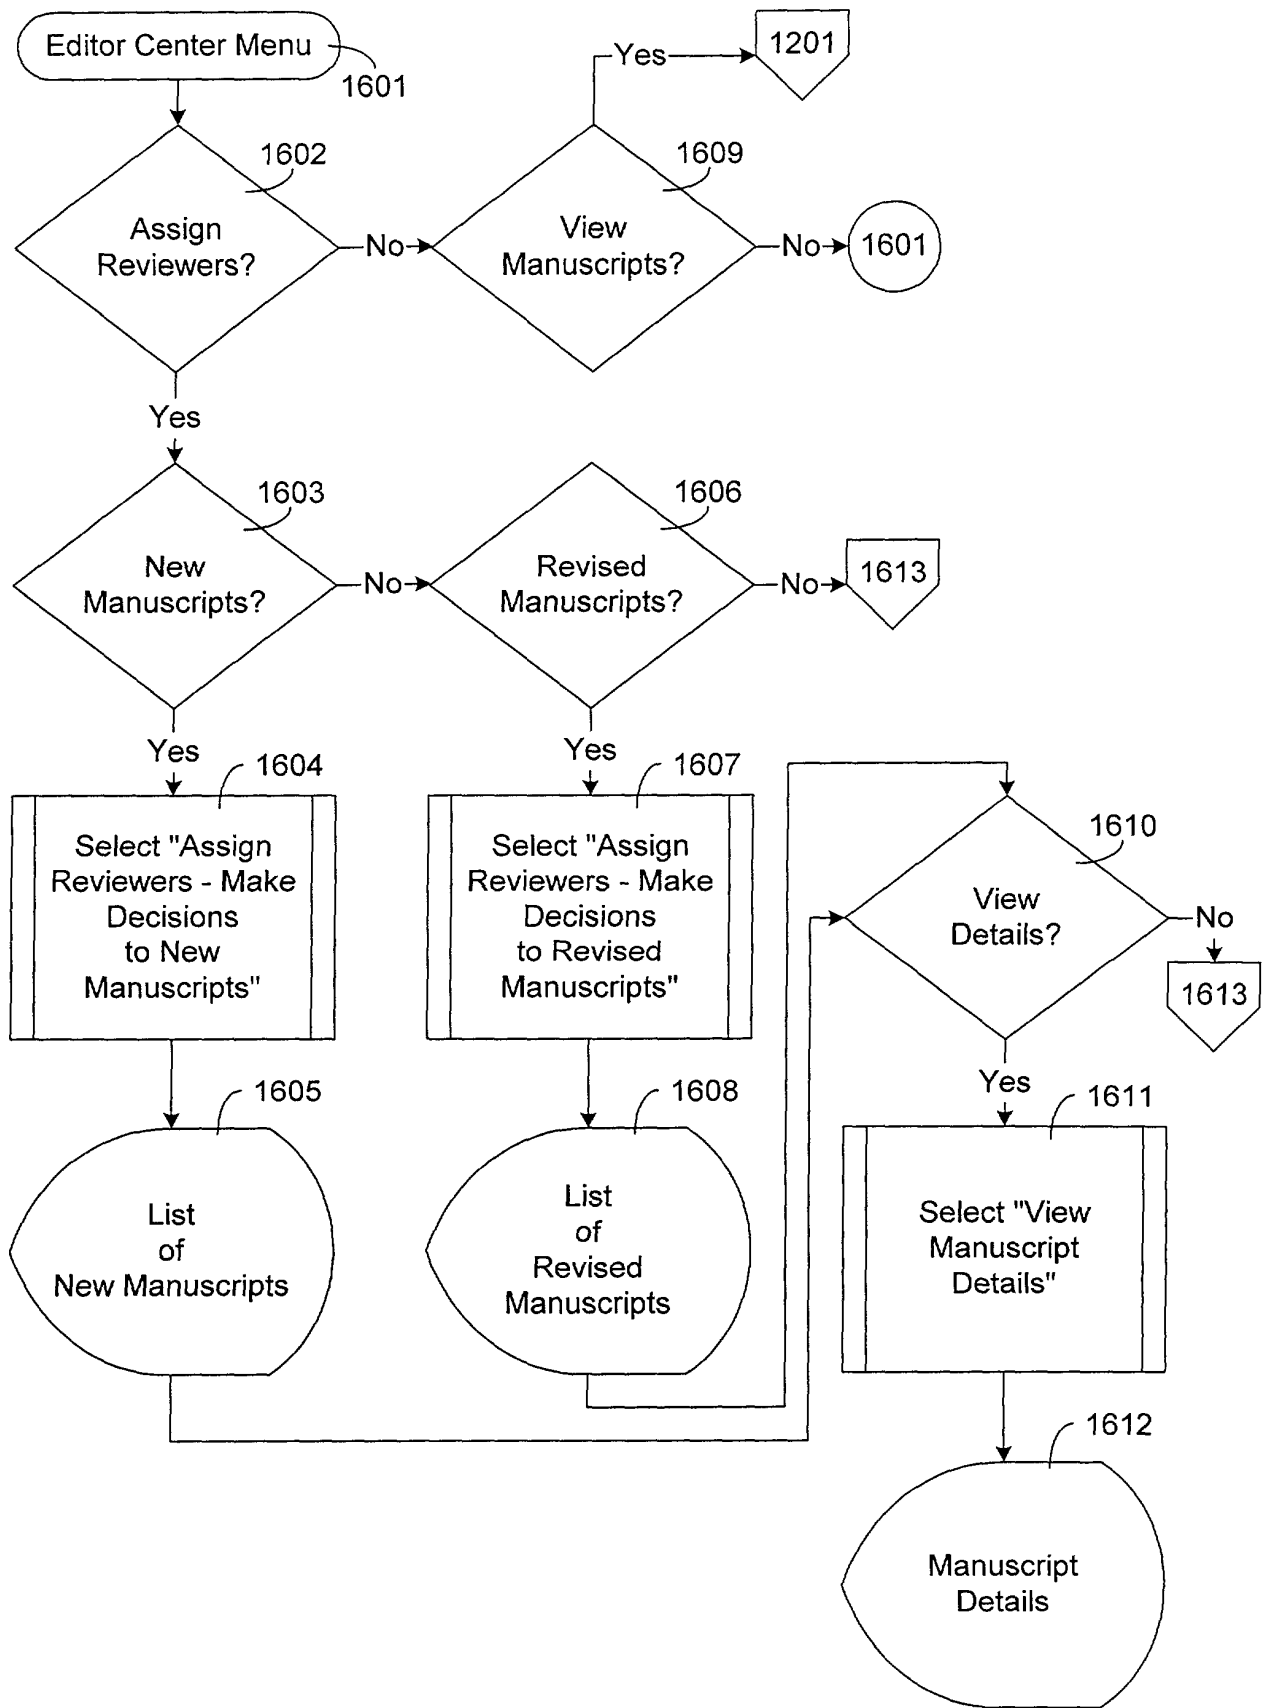 Editor Center Menu
1601
Yes
1201
1602
Assign
Reviewers?
No
1609
View
Manuscripts?
No
1601
Yes
1603
New
Manuscripts?
No
1606
Revised
Manuscripts?
No
1613
Yes
1604
Select "Assign
Reviewers - Make
Decisions
to New
Manuscripts"
Yes
1607
Select "Assign
Reviewers - Make
Decisions
to Revised
Manuscripts"
1610
View
Details?
No
1613
1605
List
of
New Manuscripts
1608
List
of
Revised
Manuscripts
Yes
1611
Select "View
Manuscript
Details"
1612
Manuscript
Details